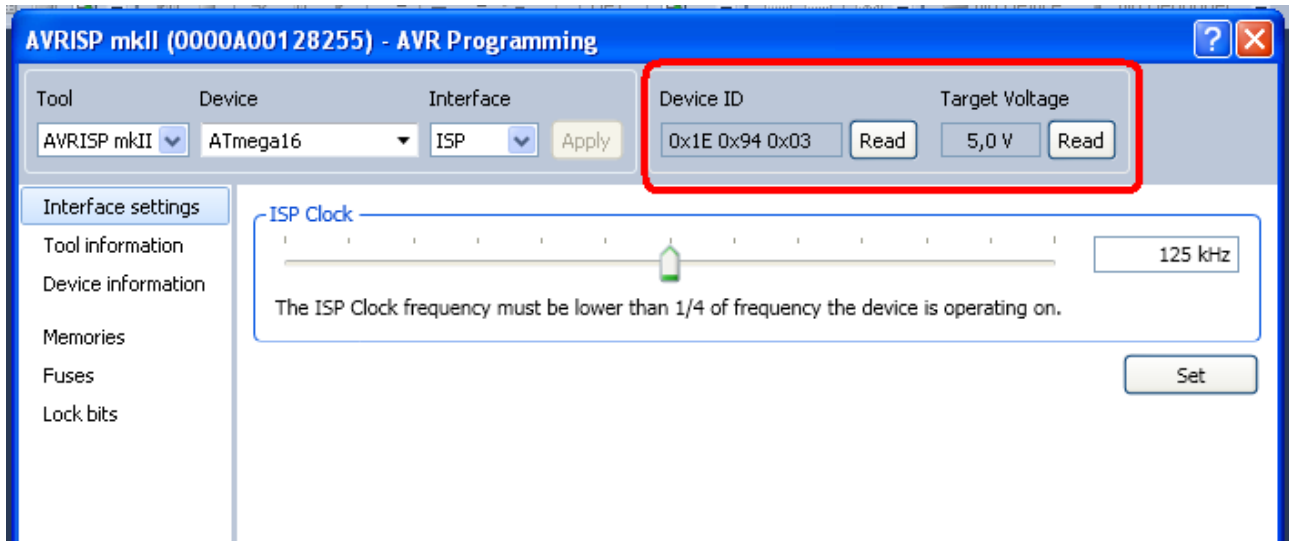 AVRISP mkII (0000A00128255) - AVR Programming
Tool Device Interface Device ID Target Voltage
AVRISP mkII ATmega16 ISP Apply 0x1E 0x94 0x03 Read 5,0 V Read
Interface settings
Tool information
Device information
Memories
Fuses
Lock bits
ISP Clock
125 kHz
The ISP Clock frequency must be lower than 1/4 of frequency the device is operating on.
Set